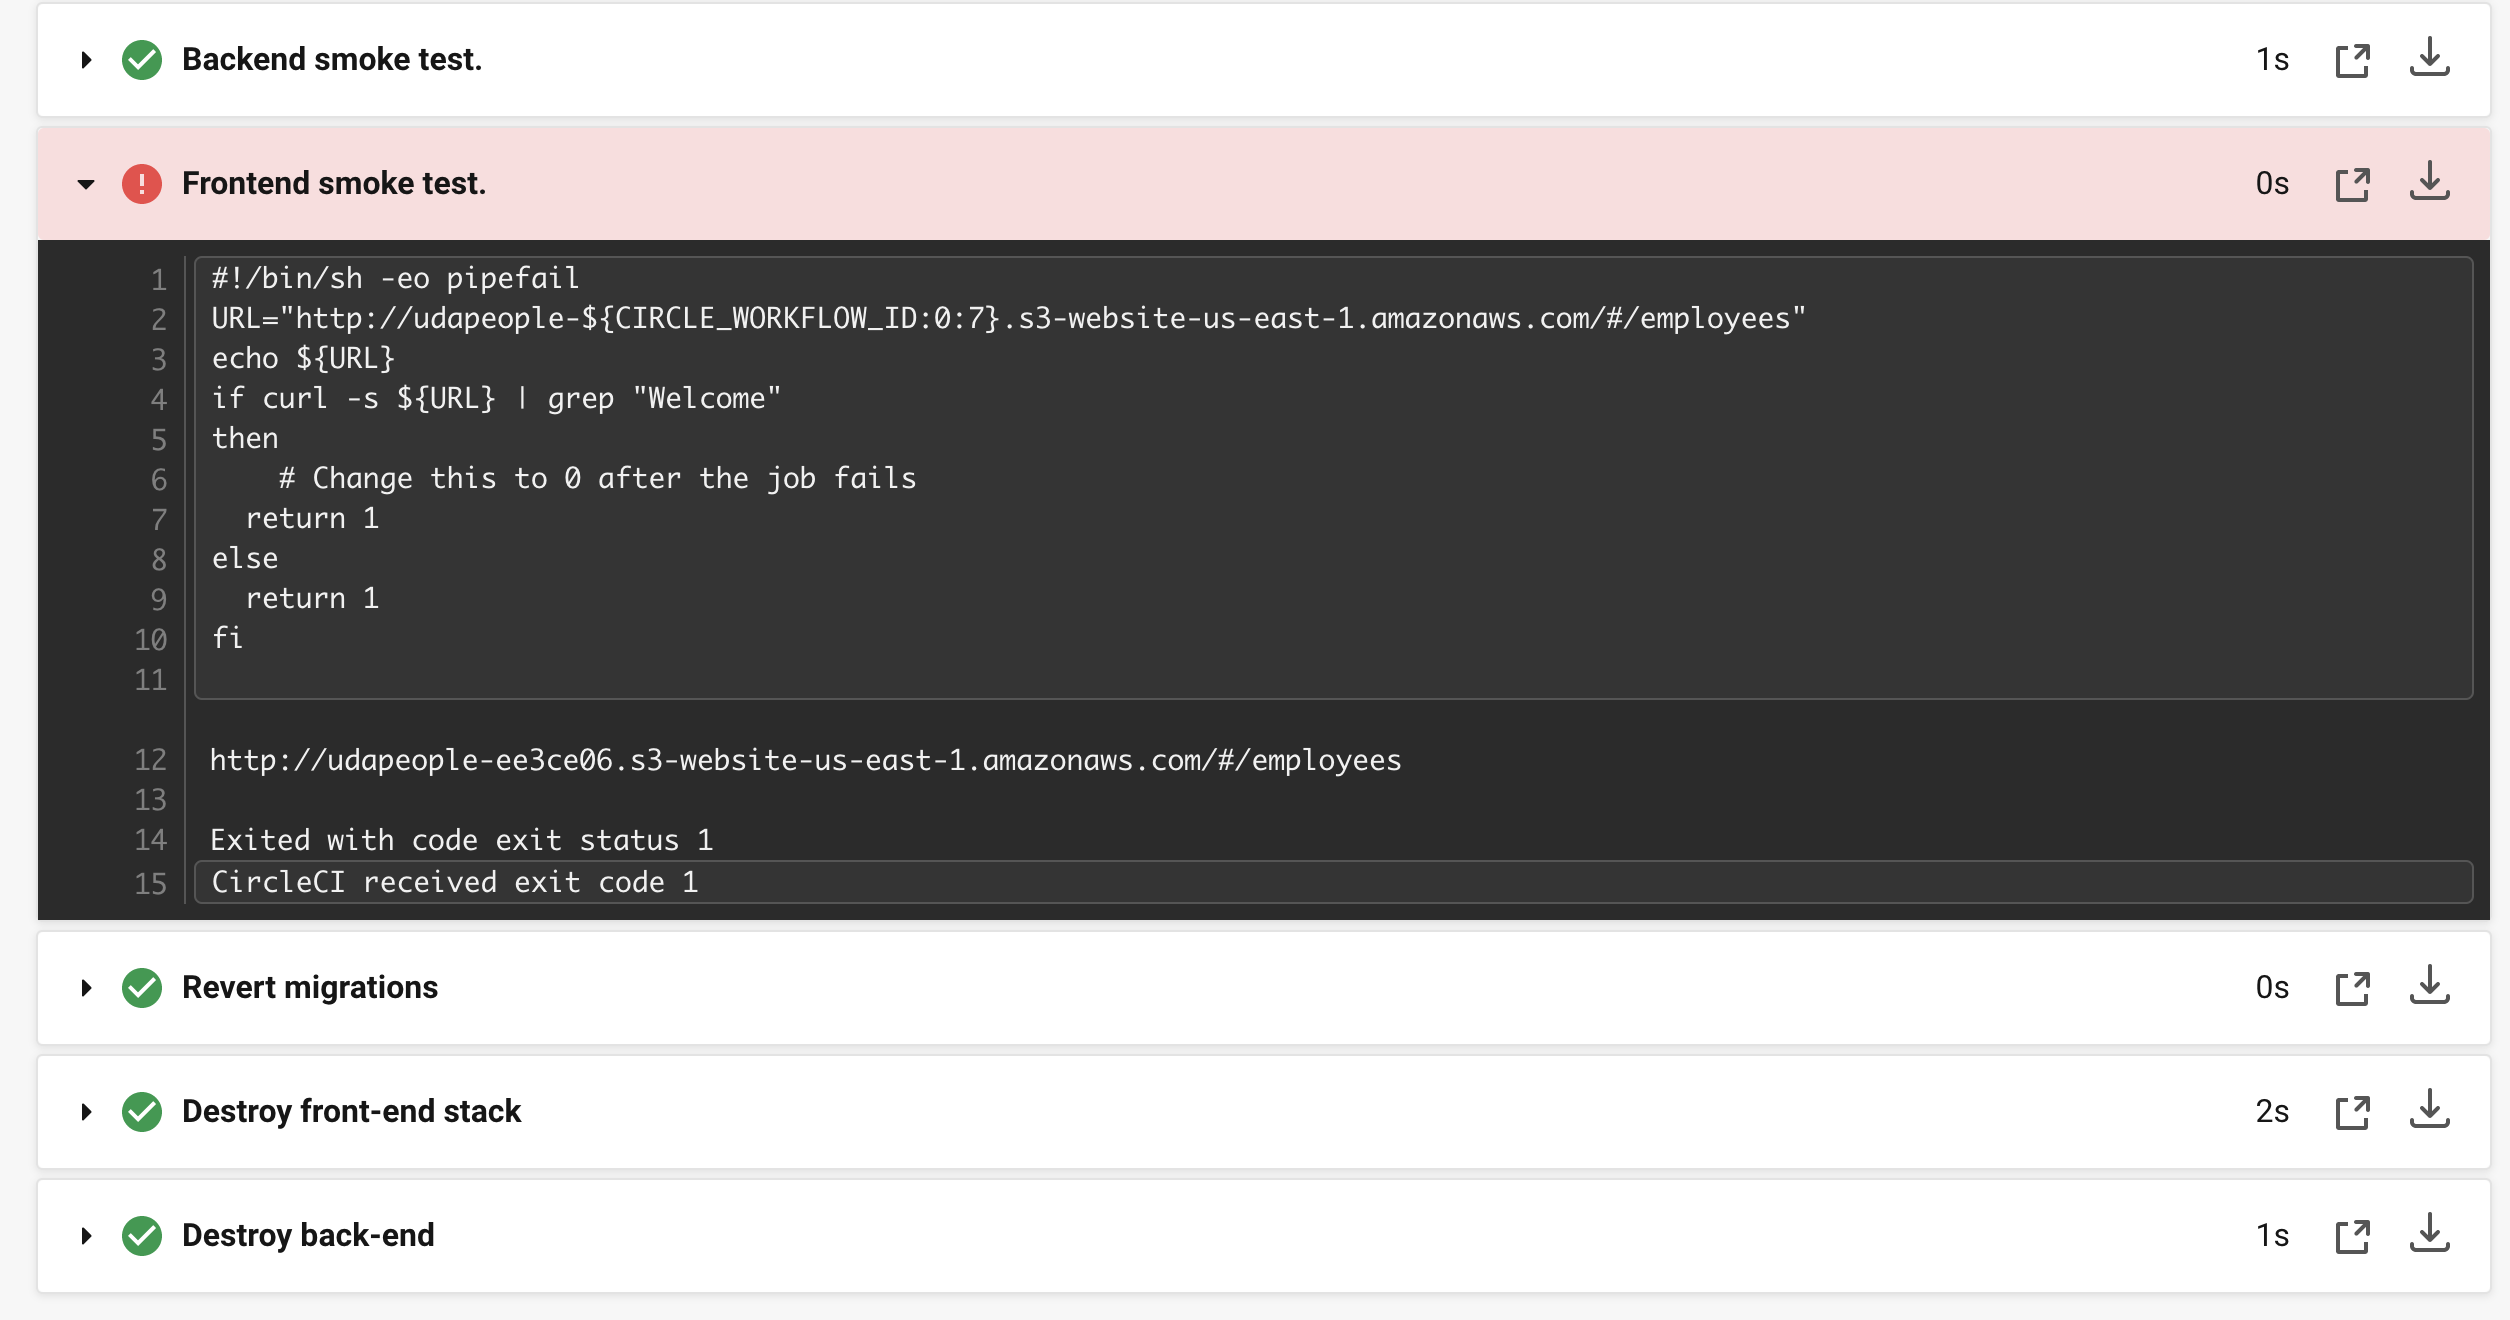 Backend smoke test. 1s
Frontend smoke test. 0s
1 #!/bin/sh -eo pipefail
2 URL="http://udapeople-${CIRCLE_WORKFLOW_ID:0:7}.s3-website-us-east-1.amazonaws.com/#/employees"
3 echo ${URL}
4 if curl -s ${URL} | grep "Welcome"
5 then
6     # Change this to 0 after the job fails
7   return 1
8 else
9   return 1
10 fi
11
12 http://udapeople-ee3ce06.s3-website-us-east-1.amazonaws.com/#/employees
13
14 Exited with code exit status 1
15 CircleCI received exit code 1
Revert migrations 0s
Destroy front-end stack 2s
Destroy back-end 1s